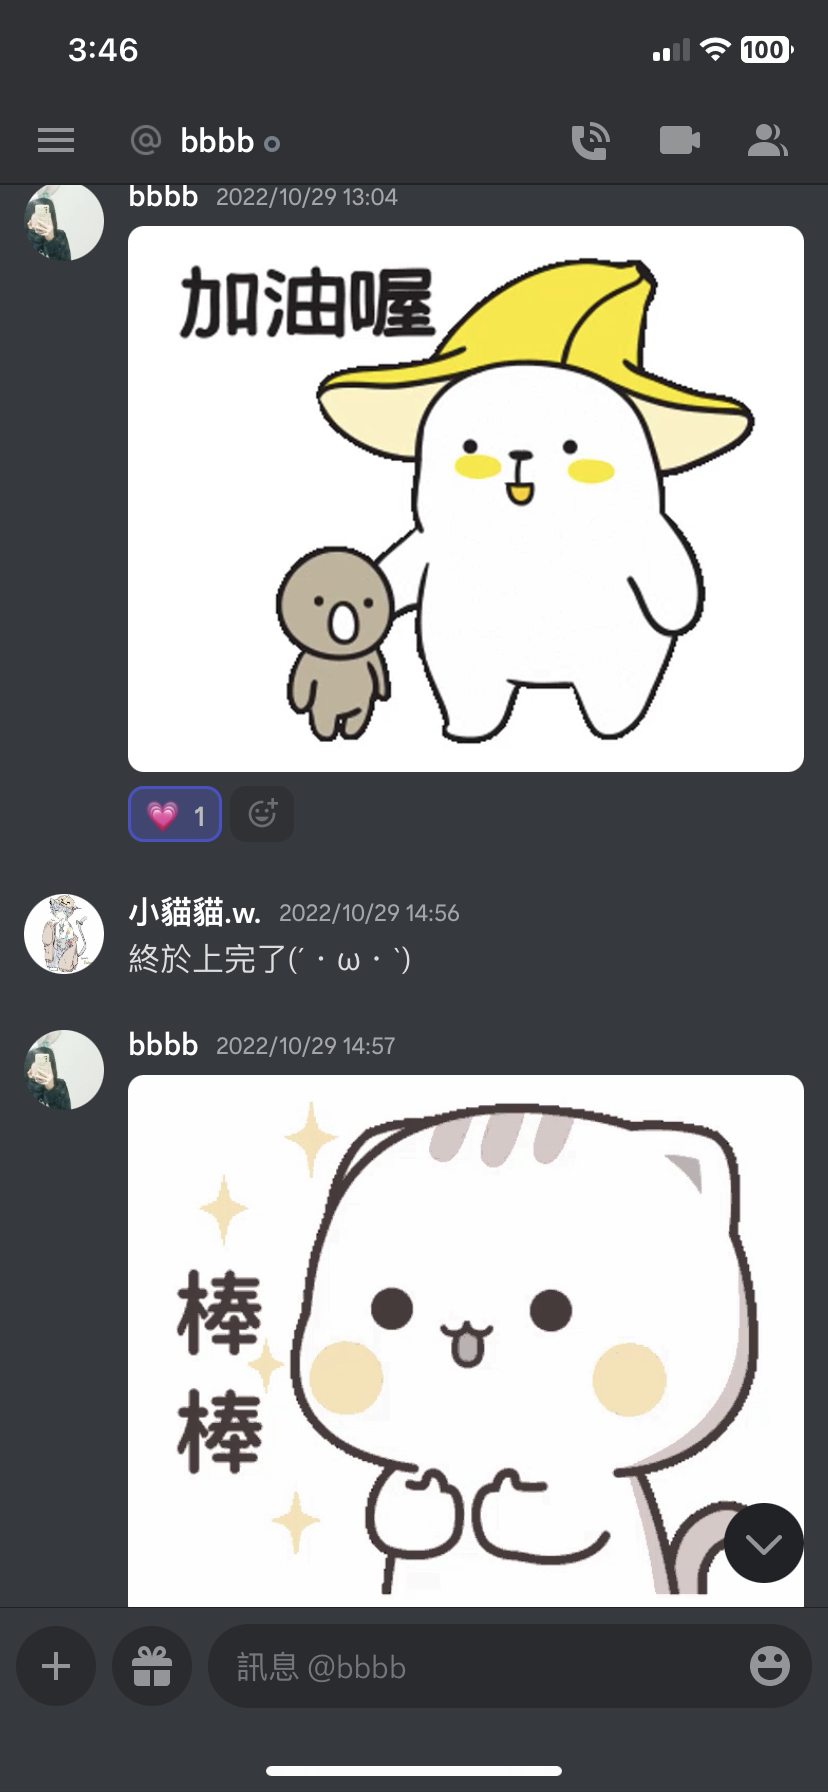 3:46
100
@ bbbb
bbbb 2022/10/29 13:04
加油喔
💗 1
小貓貓.w. 2022/10/29 14:56
終於上完了(´・ω・`)
bbbb 2022/10/29 14:57
棒
棒
訊息 @bbbb